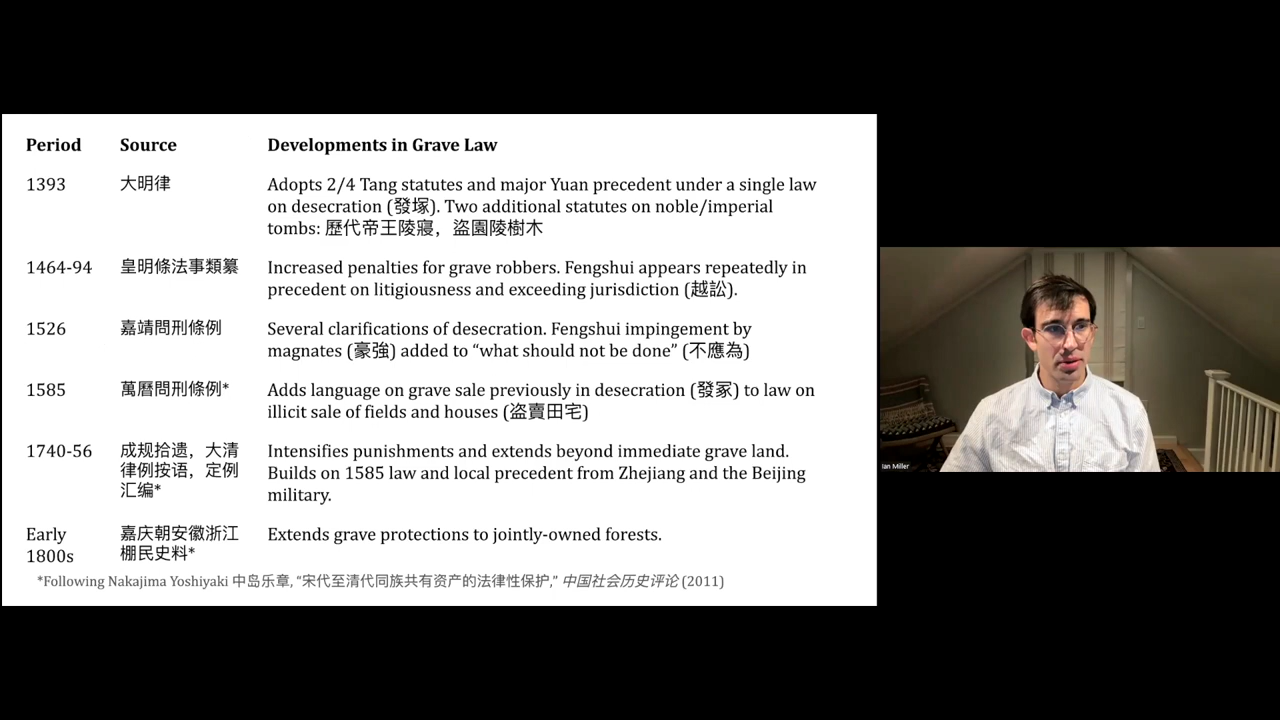 Period Source Developments in Grave Law
1393 大明律 Adopts 2/4 Tang statutes and major Yuan precedent under a single law
on desecration (發塚). Two additional statutes on noble/imperial
tombs: 歷代帝王陵寢，盜園陵樹木
1464-94 皇明條法事類纂 Increased penalties for grave robbers. Fengshui appears repeatedly in
precedent on litigiousness and exceeding jurisdiction (越訟).
1526 嘉靖問刑條例 Several clarifications of desecration. Fengshui impingement by
magnates (豪強) added to “what should not be done” (不應為)
1585 萬曆問刑條例* Adds language on grave sale previously in desecration (發冢) to law on
illicit sale of fields and houses (盜賣田宅)
1740-56 成规拾遗，大清 Intensifies punishments and extends beyond immediate grave land.
律例按语，定例 Builds on 1585 law and local precedent from Zhejiang and the Beijing
汇编* military.
Early 嘉庆朝安徽浙江 Extends grave protections to jointly-owned forests.
1800s 棚民史料*
*Following Nakajima Yoshiyaki 中岛乐章, “宋代至清代同族共有资产的法律性保护,” 中国社会历史评论 (2011)
Ian Miller